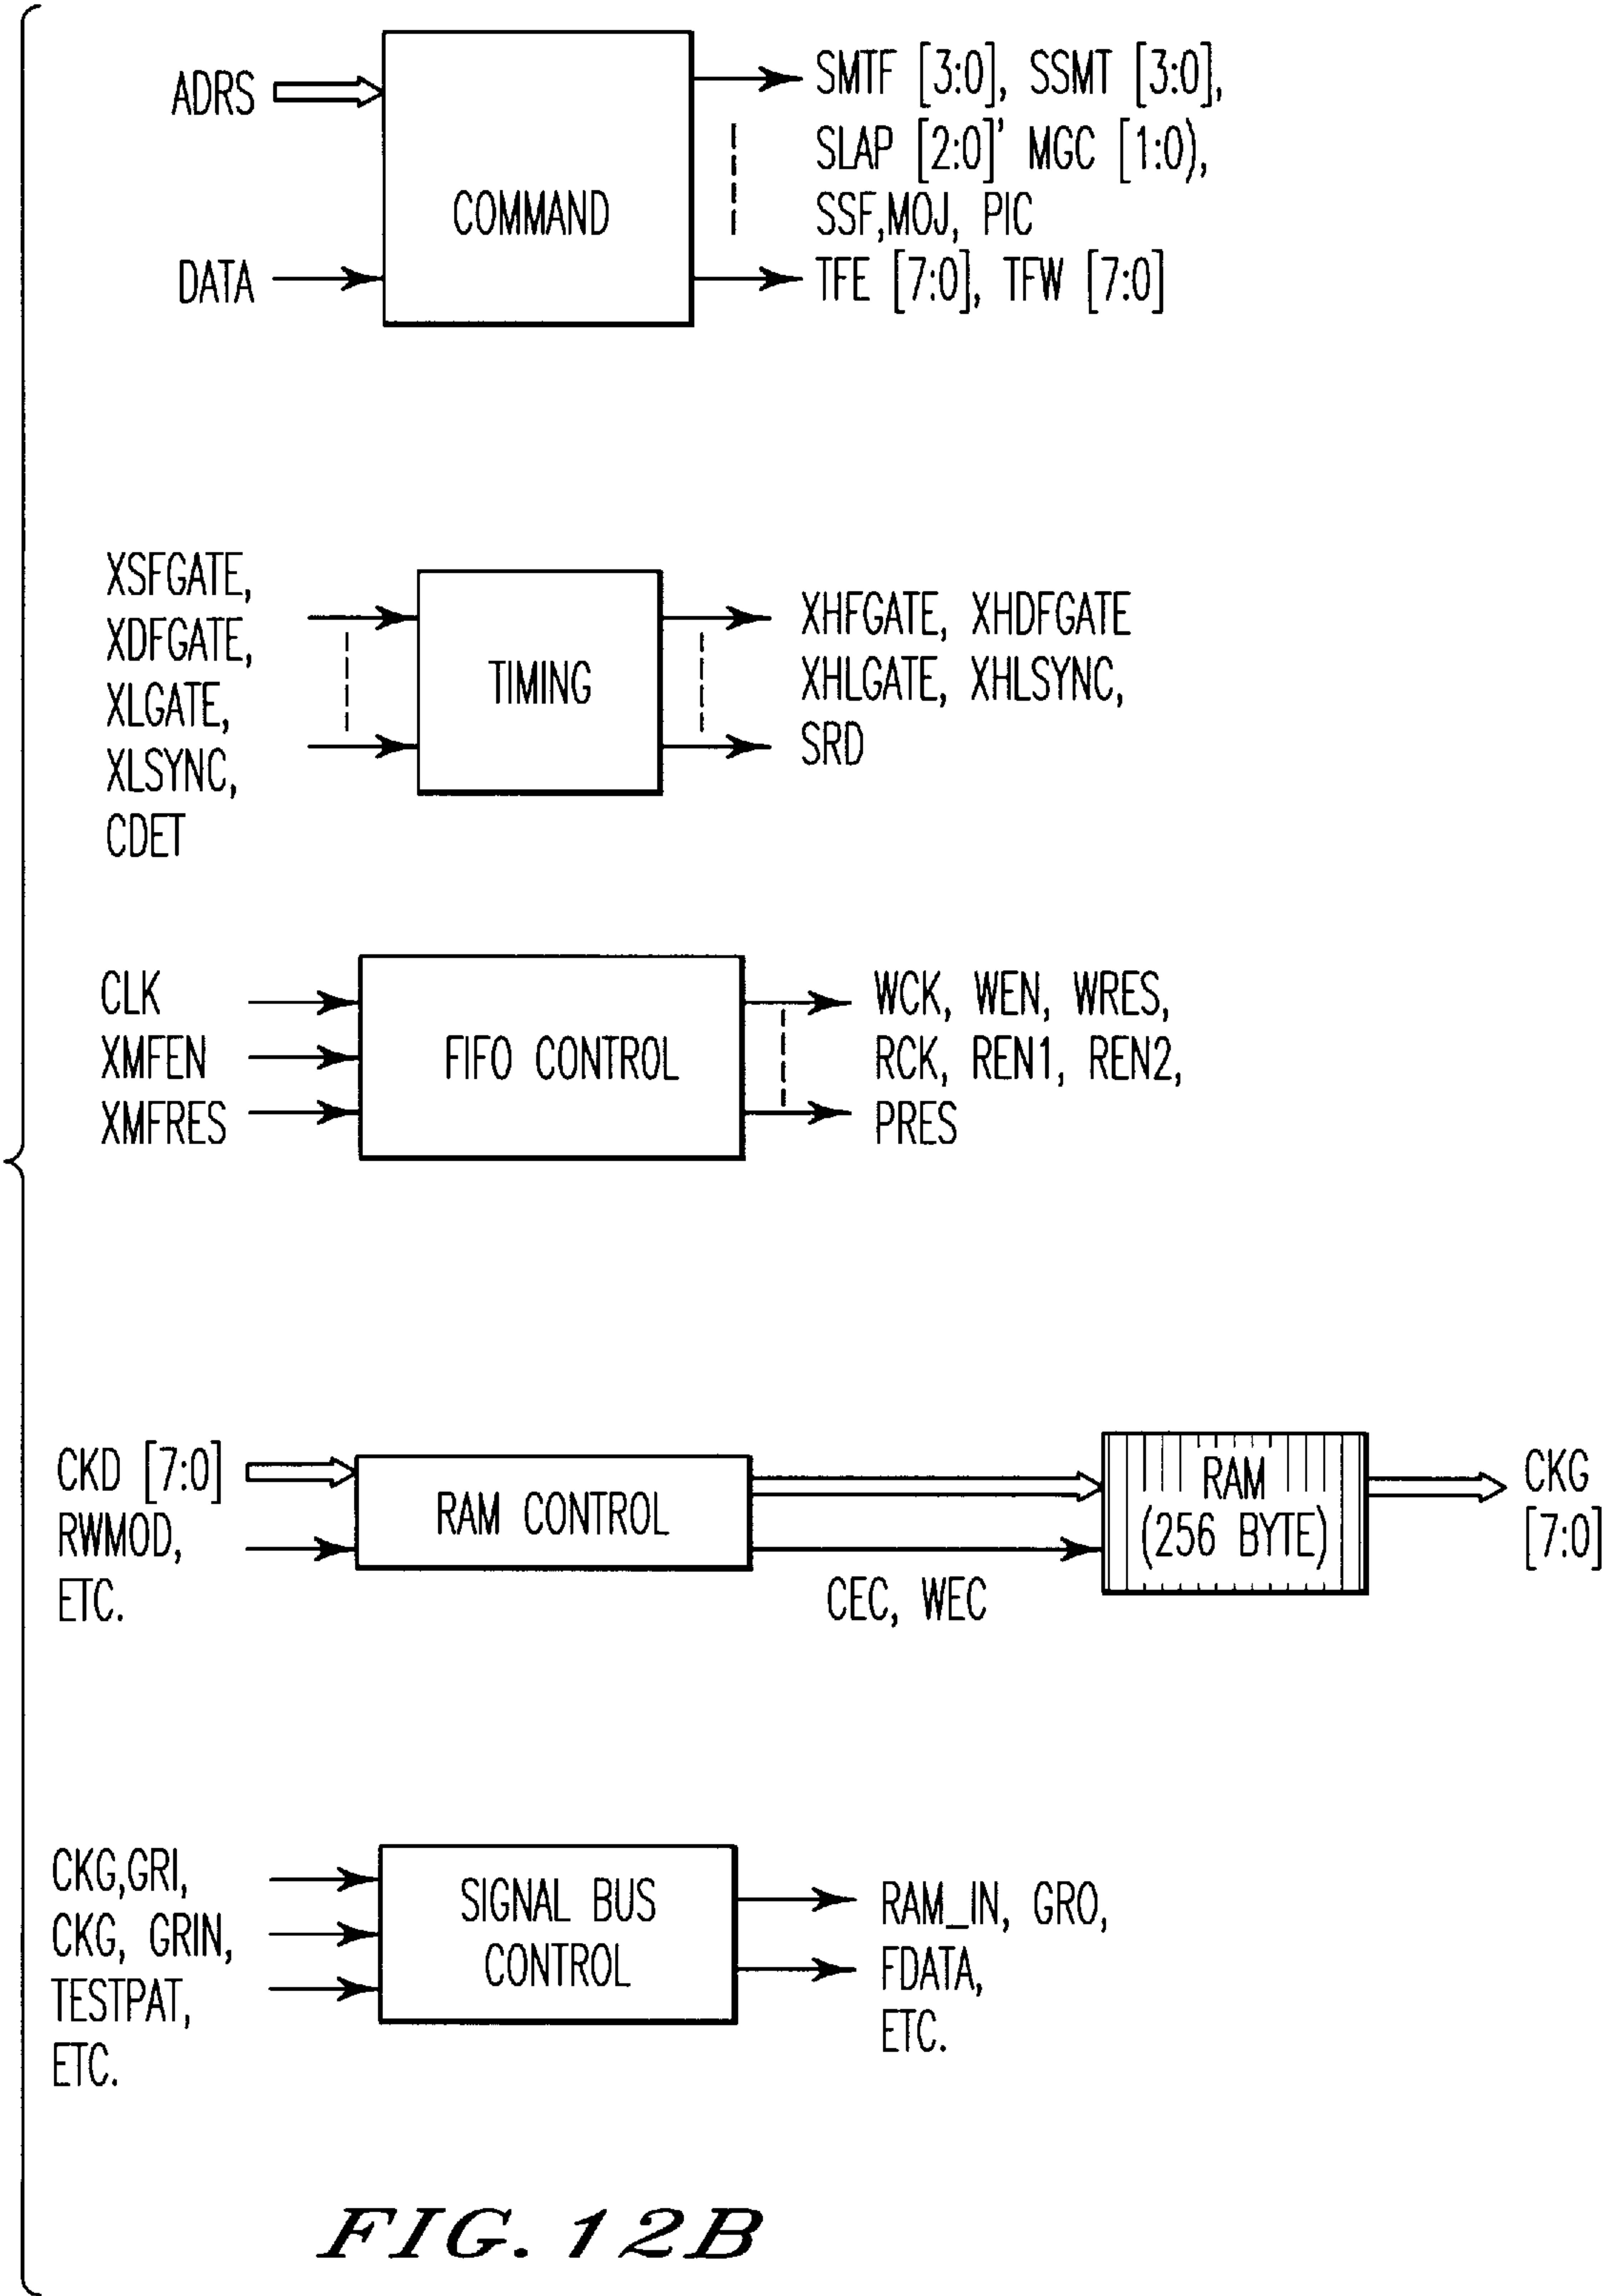 ADRS
DATA
COMMAND
SMTF [3:0], SSMT [3:0],
SLAP [2:0]' MGC [1:0),
SSF,MOJ, PIC
TFE [7:0], TFW [7:0]
XSFGATE,
XDFGATE,
XLGATE,
XLSYNC,
CDET
TIMING
XHFGATE, XHDFGATE
XHLGATE, XHLSYNC,
SRD
CLK
XMFEN
XMFRES
FIFO CONTROL
WCK, WEN, WRES,
RCK, REN1, REN2,
PRES
CKD [7:0]
RWMOD,
ETC.
RAM CONTROL
CEC, WEC
RAM
(256 BYTE)
CKG
[7:0]
CKG,GRI,
CKG, GRIN,
TESTPAT,
ETC.
SIGNAL BUS
CONTROL
RAM_IN, GRO,
FDATA,
ETC.
FIG. 12B